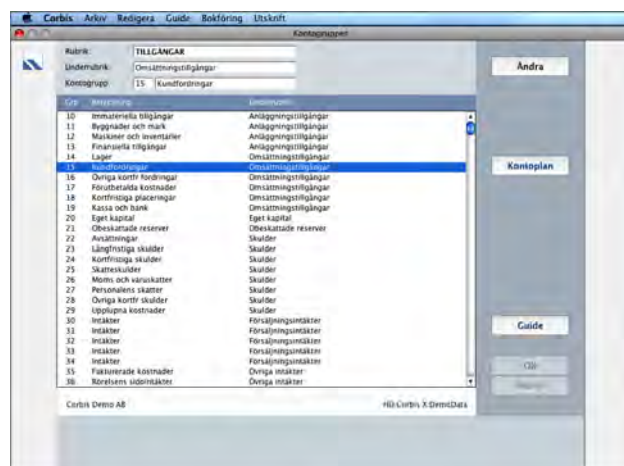 Corbis Arkiv Redigera Guide Bokföring Utskrift
Kontogrupper
Rubrik: TILLGÅNGAR
Underrubrik: Omsättningstillgångar
Kontogrupp: 15 Kundfordringar
Ändra
Grp Benämning Underrubrik
10 Immateriella tillgångar Anläggningstillgångar
11 Byggnader och mark Anläggningstillgångar
12 Maskiner och inventarier Anläggningstillgångar
13 Finansiella tillgångar Anläggningstillgångar
14 Lager Omsättningstillgångar
15 Kundfordringar Omsättningstillgångar
Kontoplan
16 Övriga kortfr fordringar Omsättningstillgångar
17 Förutbetalda kostnader Omsättningstillgångar
18 Kortfristiga placeringar Omsättningstillgångar
19 Kassa och bank Omsättningstillgångar
20 Eget kapital Eget kapital
21 Obeskattade reserver Obeskattade reserver
22 Avsättningar Skulder
23 Långfristiga skulder Skulder
24 Kortfristiga skulder Skulder
25 Skatteskulder Skulder
26 Moms och varuskatter Skulder
27 Personalens skatter Skulder
28 Övriga kortfr skulder Skulder
29 Upplupna kostnader Skulder
30 Intäkter Försäljningsintäkter
31 Intäkter Försäljningsintäkter
Guide
32 Intäkter Försäljningsintäkter
33 Intäkter Försäljningsintäkter
34 Intäkter Försäljningsintäkter
35 Fakturerade kostnader Övriga intäkter
OK
36 Rörelsens sidointäkter Övriga intäkter
Corbis Demo AB HD:Corbis X:DemoData